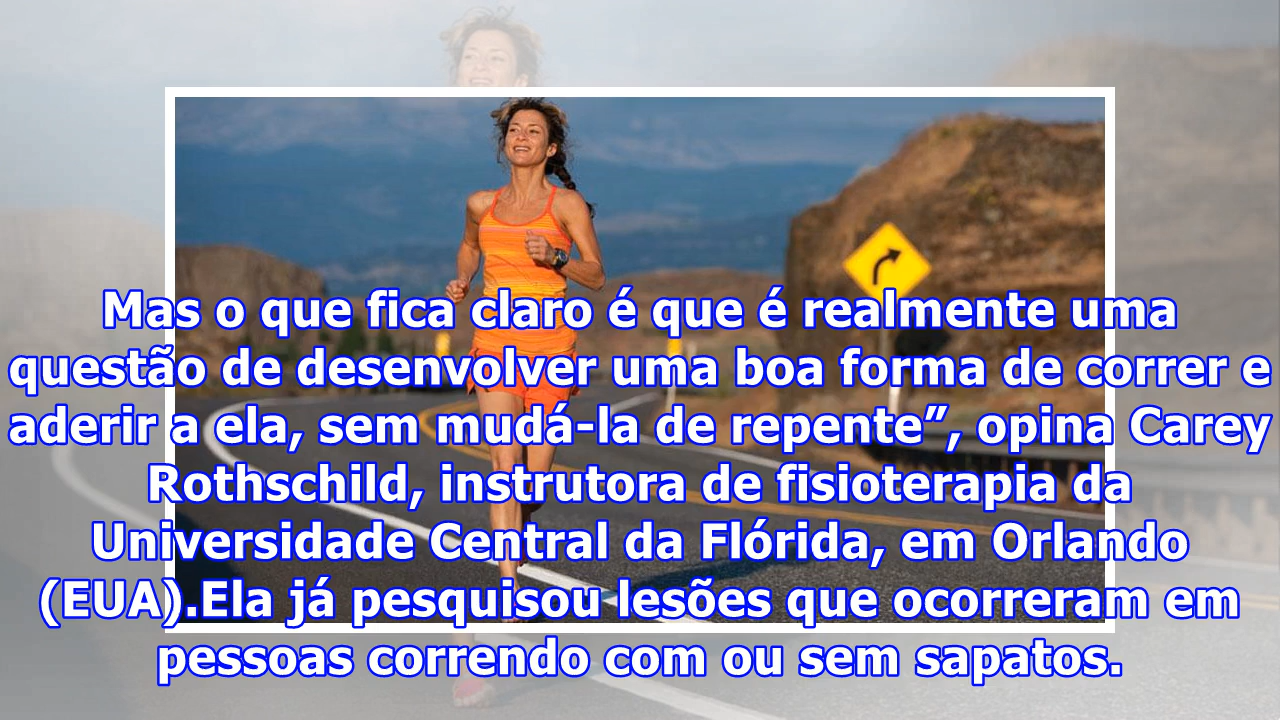 Mas o que fica claro é que é realmente uma
questão de desenvolver uma boa forma de correr e
aderir a ela, sem mudá-la de repente”, opina Carey
Rothschild, instrutora de fisioterapia da
Universidade Central da Flórida, em Orlando
(EUA).Ela já pesquisou lesões que ocorreram em
pessoas correndo com ou sem sapatos.